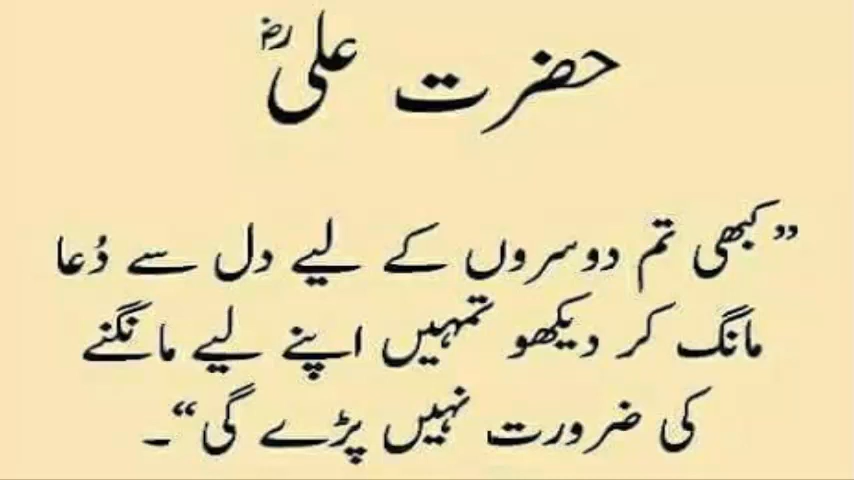 حضرت علیؓ
”کبھی تم دوسروں کے لیے دل سے دُعا
مانگ کر دیکھو تمہیں اپنے لیے مانگنے
کی ضرورت نہیں پڑے گی“۔